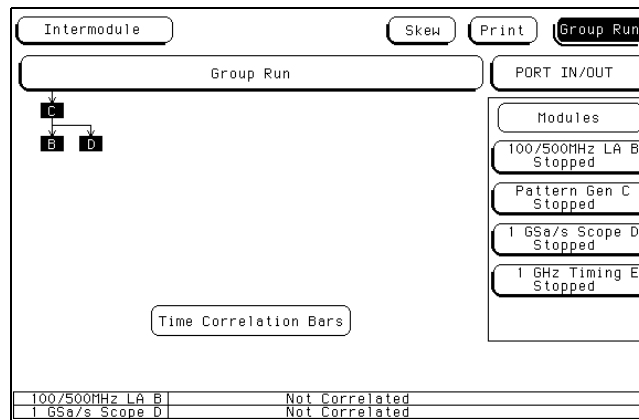 Intermodule
Skew
Print
Group Run
Group Run
PORT IN/OUT
C
B
D
Modules
100/500MHz LA B
Stopped
Pattern Gen C
Stopped
1 GSa/s Scope D
Stopped
1 GHz Timing E
Stopped
Time Correlation Bars
100/500MHz LA B Not Correlated
1 GSa/s Scope D Not Correlated